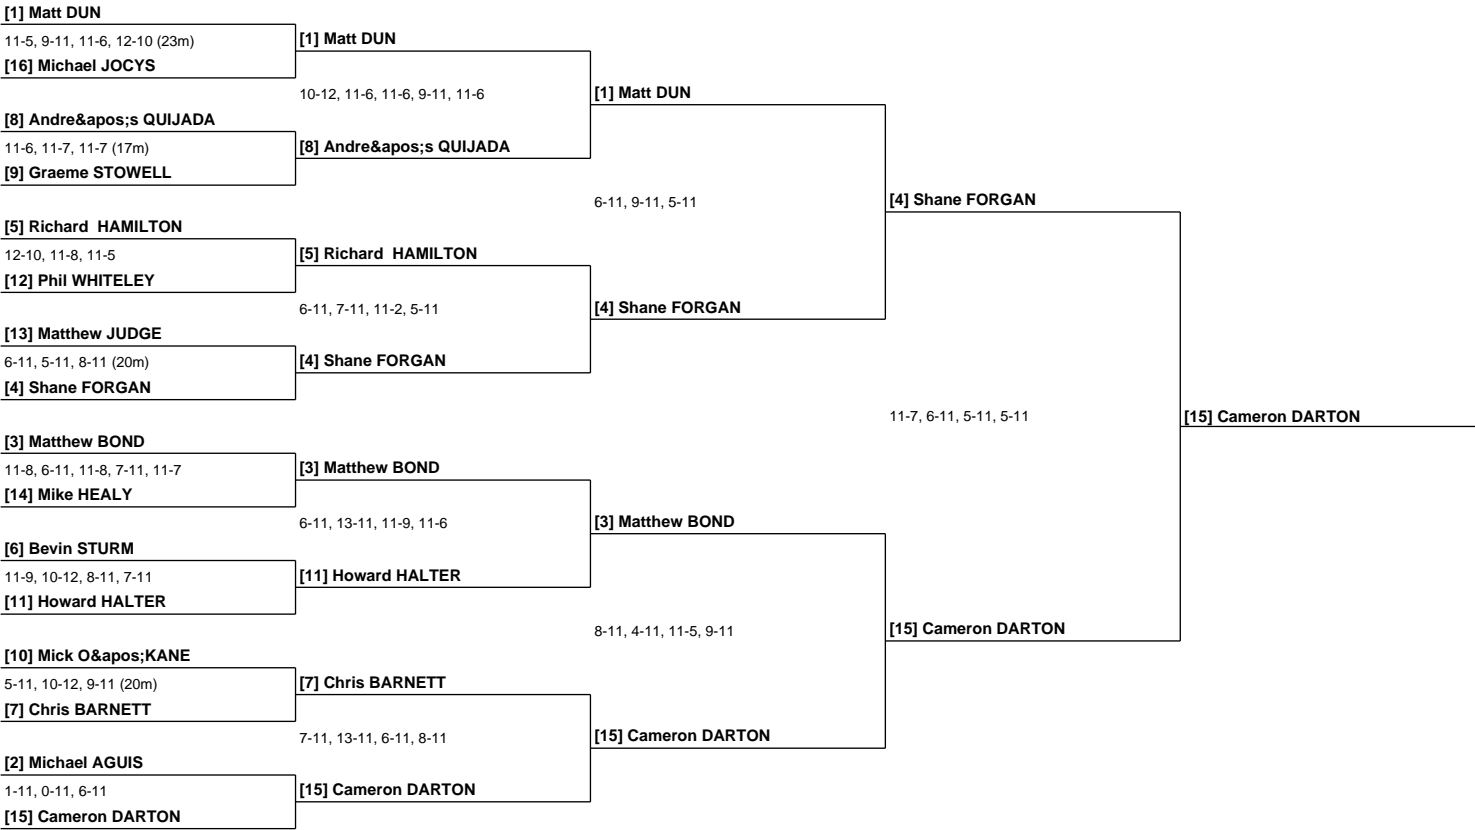 [1] Matt DUN
11-5, 9-11, 11-6, 12-10 (23m)
[16] Michael JOCYS
[8] Andre&apos;s QUIJADA
11-6, 11-7, 11-7 (17m)
[9] Graeme STOWELL
[5] Richard  HAMILTON
12-10, 11-8, 11-5
[12] Phil WHITELEY
[13] Matthew JUDGE
6-11, 5-11, 8-11 (20m)
[4] Shane FORGAN
[3] Matthew BOND
11-8, 6-11, 11-8, 7-11, 11-7
[14] Mike HEALY
[6] Bevin STURM
11-9, 10-12, 8-11, 7-11
[11] Howard HALTER
[10] Mick O&apos;KANE
5-11, 10-12, 9-11 (20m)
[7] Chris BARNETT
[2] Michael AGUIS
1-11, 0-11, 6-11
[15] Cameron DARTON
[1] Matt DUN
10-12, 11-6, 11-6, 9-11, 11-6
[8] Andre&apos;s QUIJADA
[5] Richard  HAMILTON
6-11, 7-11, 11-2, 5-11
[4] Shane FORGAN
[3] Matthew BOND
6-11, 13-11, 11-9, 11-6
[11] Howard HALTER
[7] Chris BARNETT
7-11, 13-11, 6-11, 8-11
[15] Cameron DARTON
[1] Matt DUN
6-11, 9-11, 5-11
[4] Shane FORGAN
[3] Matthew BOND
8-11, 4-11, 11-5, 9-11
[15] Cameron DARTON
[4] Shane FORGAN
11-7, 6-11, 5-11, 5-11
[15] Cameron DARTON
[15] Cameron DARTON